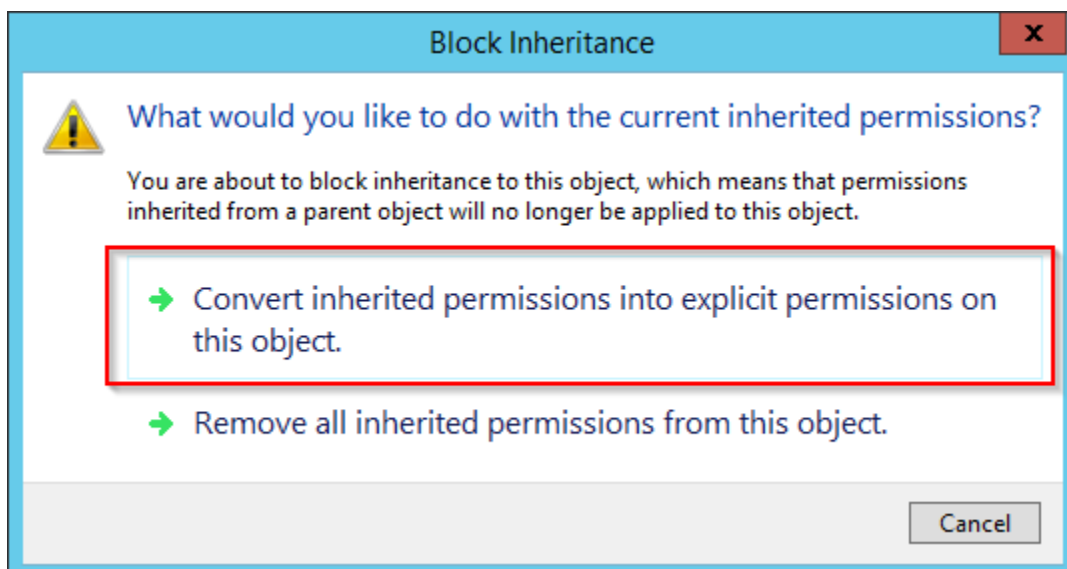 Block Inheritance
x
What would you like to do with the current inherited permissions?
You are about to block inheritance to this object, which means that permissions
inherited from a parent object will no longer be applied to this object.
Convert inherited permissions into explicit permissions on
this object.
Remove all inherited permissions from this object.
Cancel